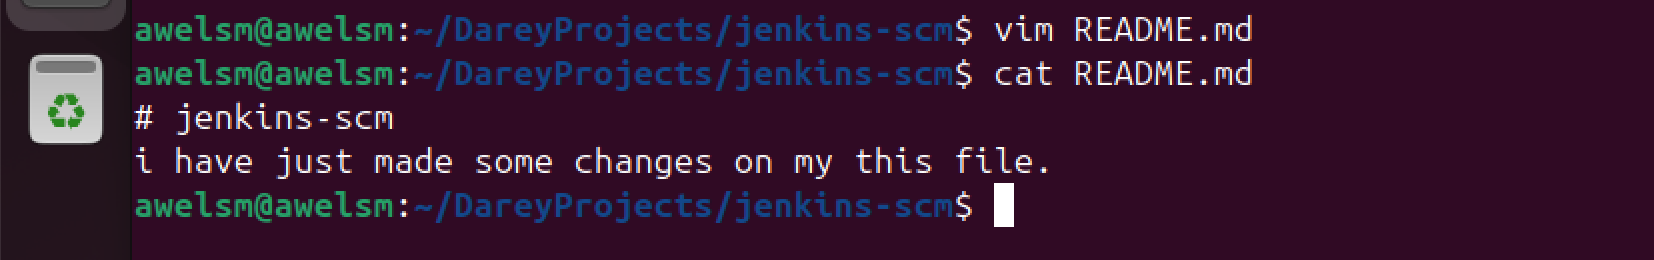 awelsm@awelsm:~/DareyProjects/jenkins-scm$ vim README.md
awelsm@awelsm:~/DareyProjects/jenkins-scm$ cat README.md
# jenkins-scm
i have just made some changes on my this file.
awelsm@awelsm:~/DareyProjects/jenkins-scm$